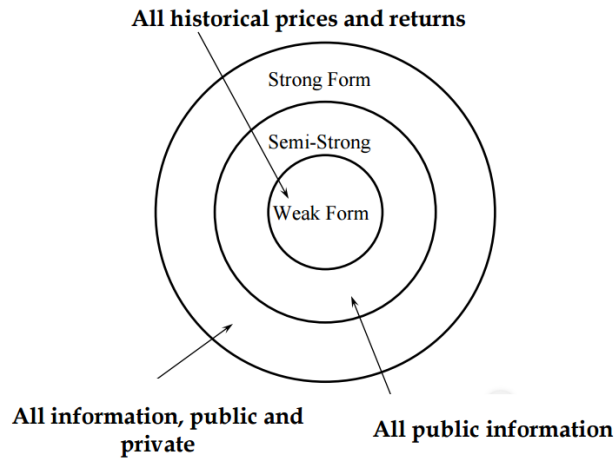 All historical prices and returns
Strong Form
Semi-Strong
Weak Form
All information, public and
private
All public information